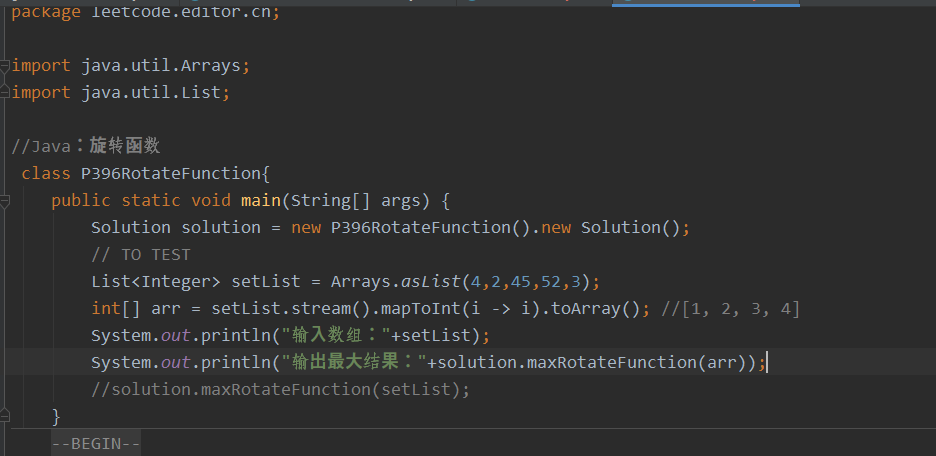 package leetcode.editor.cn;
import java.util.Arrays;
import java.util.List;
//Java：旋转函数
class P396RotateFunction{
public static void main(String[] args) {
Solution solution = new P396RotateFunction().new Solution();
// TO TEST
List<Integer> setList = Arrays.asList(4,2,45,52,3);
int[] arr = setList.stream().mapToInt(i -> i).toArray(); //[1, 2, 3, 4]
System.out.println("输入数组："+setList);
System.out.println("输出最大结果："+solution.maxRotateFunction(arr));
//solution.maxRotateFunction(setList);
}
--BEGIN--